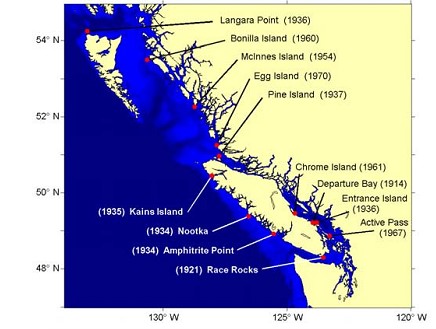 54° N
52° N
50° N
48° N
130° W
125° W
120° W
Langara Point (1936)
Bonilla Island (1960)
McInnes Island (1954)
Egg Island (1970)
Pine Island (1937)
Chrome Island (1961)
Departure Bay (1914)
Entrance Island
(1936)
Active Pass
(1967)
(1935) Kains Island
(1934) Nootka
(1934) Amphitrite Point
(1921) Race Rocks